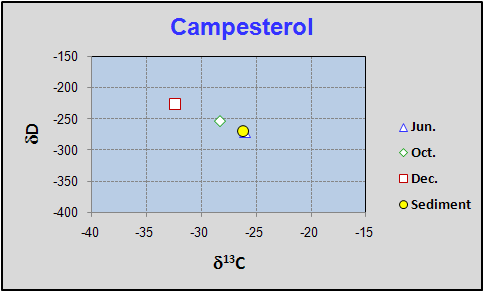 Campesterol
-150
-200
-250
-300
-350
-400
δD
-40 -35 -30 -25 -20 -15
δ¹³C
Jun.
Oct.
Dec.
Sediment